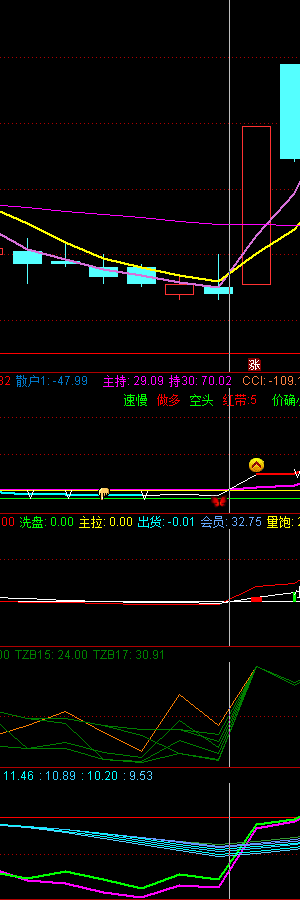 涨
32 散户1: -47.99 主持: 29.09 持30: 70.02 CCI: -109.1
速慢 做多 空头 红箫:5 价确
00 洗盘: 0.00 主拉: 0.00 出货: -0.01 会员: 32.75 量饱: 2
00 TZB15: 24.00 TZB17: 30.91
11.46 : 10.89 : 10.20 : 9.53